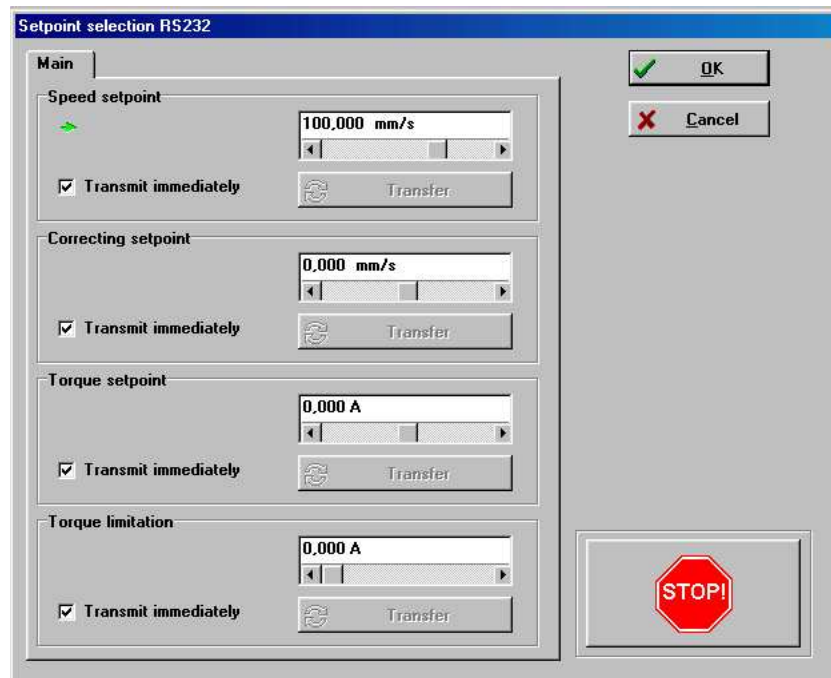 Setpoint selection RS232
Main
OK
Cancel
Speed setpoint
100,000 mm/s
Transmit immediately
Transfer
Correcting setpoint
0,000 mm/s
Transmit immediately
Transfer
Torque setpoint
0,000 A
Transmit immediately
Transfer
Torque limitation
0,000 A
Transmit immediately
Transfer
STOP!